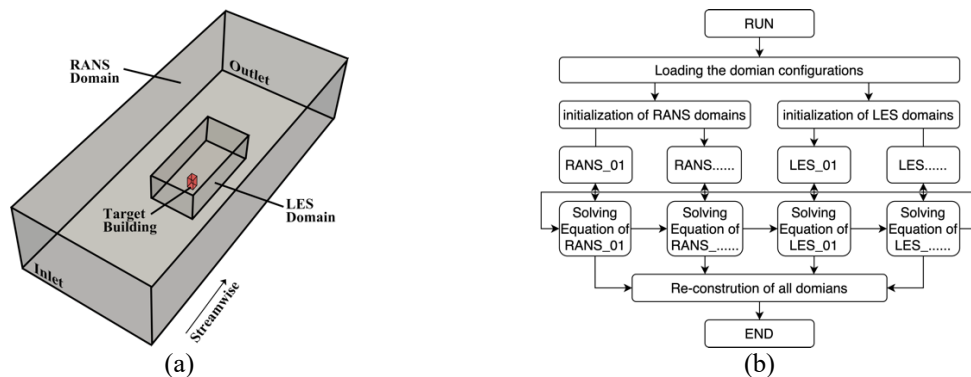 RANS
Domain
Outlet
LES
Domain
Target
Building
Inlet
Streamwise
(a)
RUN
Loading the domian configurations
initialization of RANS domains
initialization of LES domains
RANS_01
RANS......
LES_01
LES......
Solving
Equation of
RANS_01
Solving
Equation of
RANS_......
Solving
Equation of
LES_01
Solving
Equation of
LES_......
Re-constrution of all domians
END
(b)